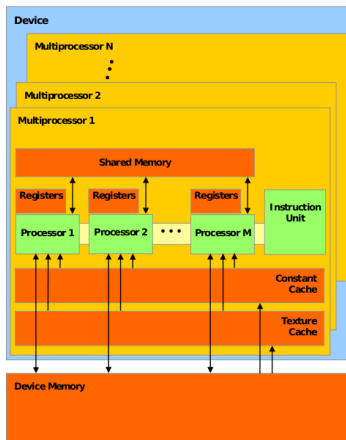 Device
Multiprocessor N
Multiprocessor 2
Multiprocessor 1
Shared Memory
Registers
Registers
Registers
Instruction
Unit
Processor 1
Processor 2
Processor M
Constant
Cache
Texture
Cache
Device Memory